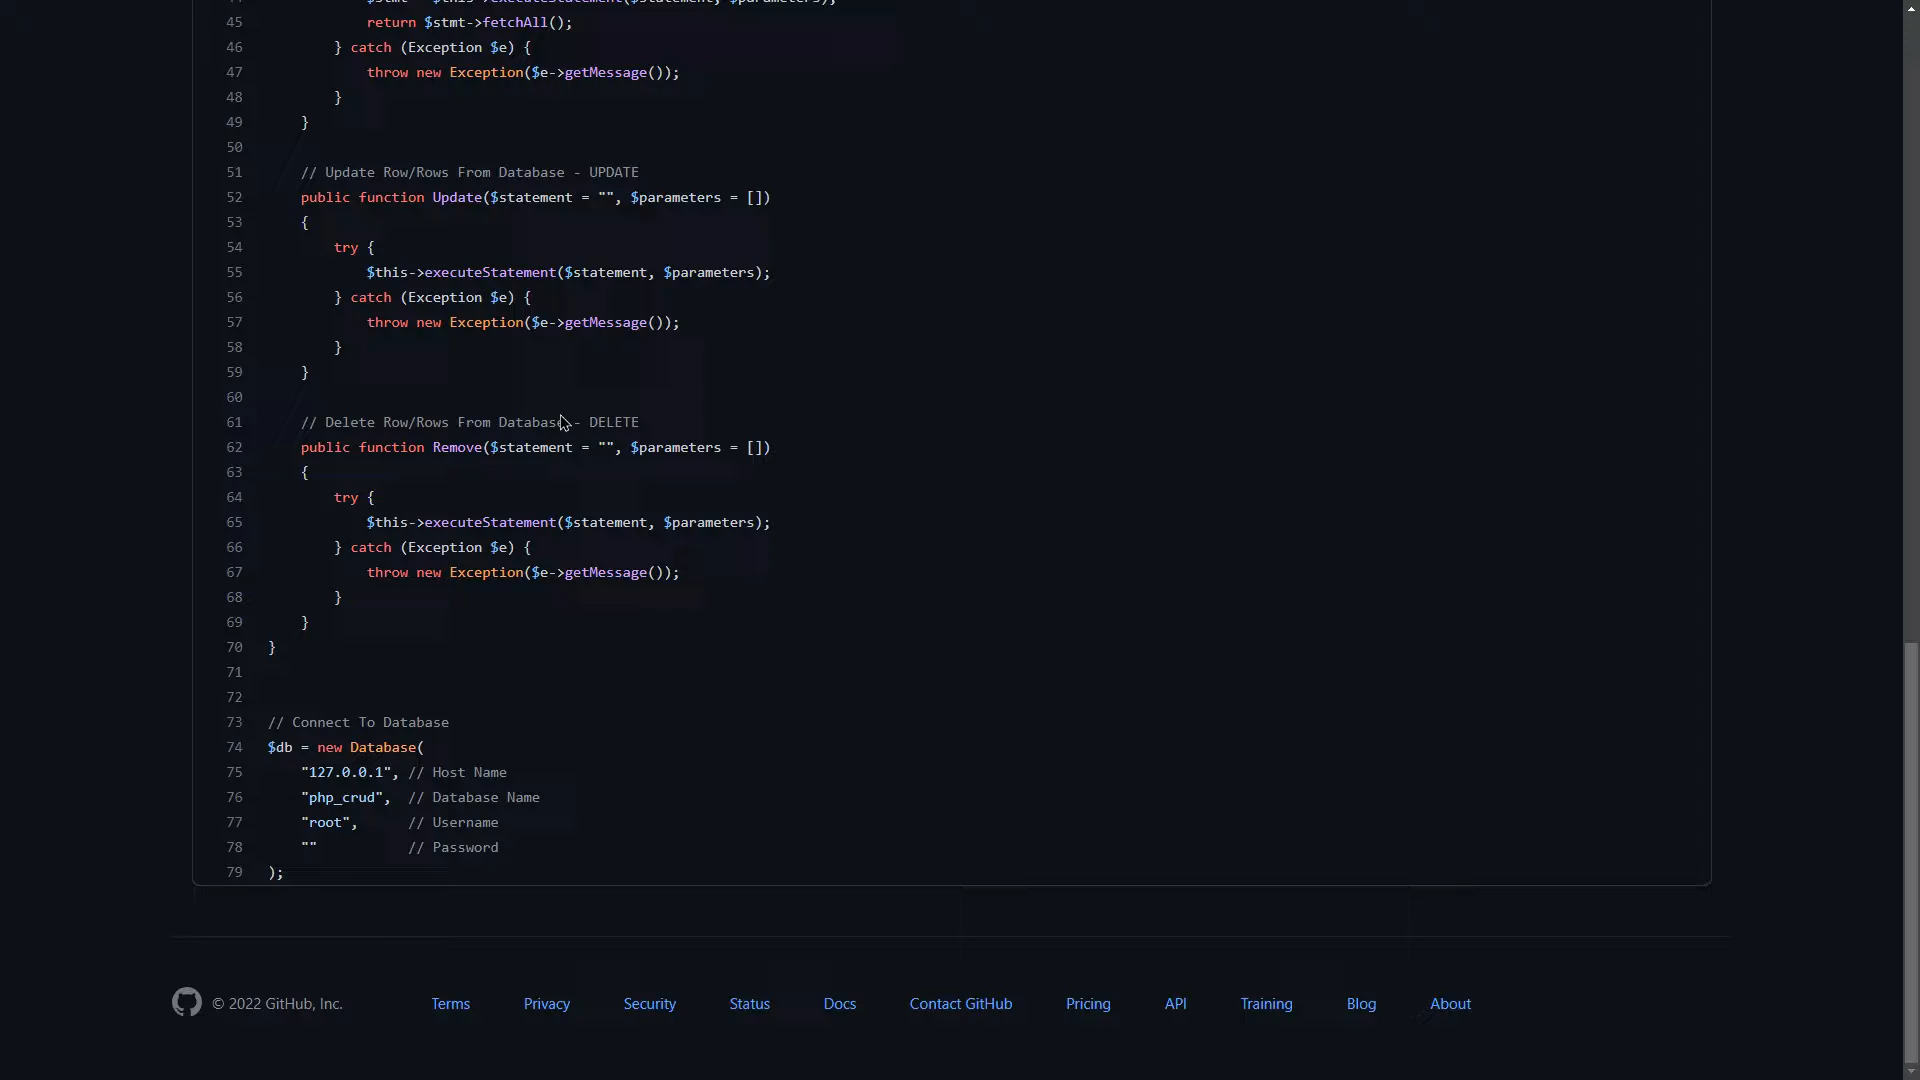 45 return $stmt->fetchAll();
46 } catch (Exception $e) {
47 throw new Exception($e->getMessage());
48 }
49 }
50
51 // Update Row/Rows From Database - UPDATE
52 public function Update($statement = "", $parameters = [])
53 {
54 try {
55 $this->executeStatement($statement, $parameters);
56 } catch (Exception $e) {
57 throw new Exception($e->getMessage());
58 }
59 }
60
61 // Delete Row/Rows From Database - DELETE
62 public function Remove($statement = "", $parameters = [])
63 {
64 try {
65 $this->executeStatement($statement, $parameters);
66 } catch (Exception $e) {
67 throw new Exception($e->getMessage());
68 }
69 }
70 }
71
72
73 // Connect To Database
74 $db = new Database(
75 "127.0.0.1", // Host Name
76 "php_crud", // Database Name
77 "root", // Username
78 "" // Password
79 );
© 2022 GitHub, Inc. Terms Privacy Security Status Docs Contact GitHub Pricing API Training Blog About